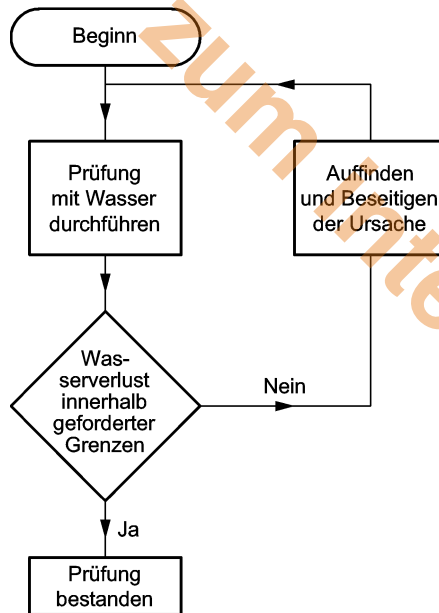 Beginn
Prüfung
mit Wasser
durchführen
Auffinden
und Beseitigen
der Ursache
Was-
serverlust
innerhalb
geforderter
Grenzen
Nein
Ja
Prüfung
bestanden
zum